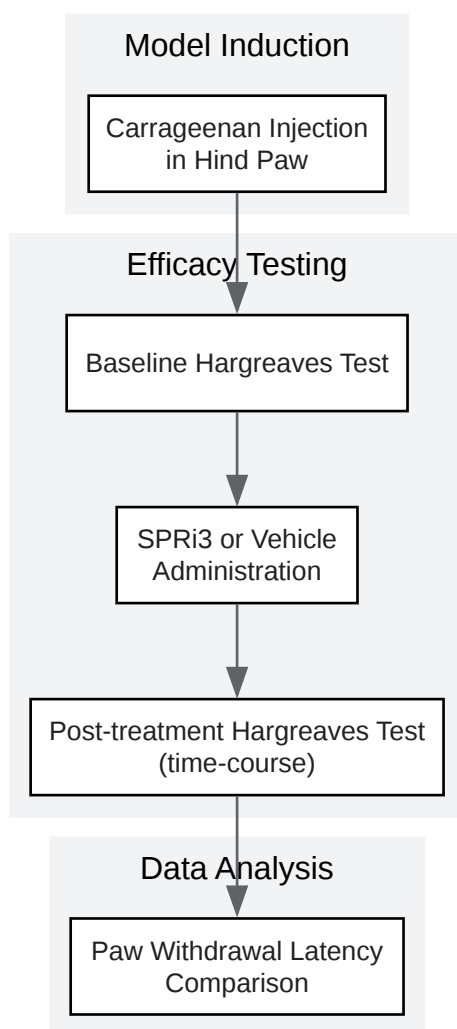 Model Induction
Carrageenan Injection
in Hind Paw
Efficacy Testing
Baseline Hargreaves Test
SPRi3 or Vehicle
Administration
Post-treatment Hargreaves Test
(time-course)
Data Analysis
Paw Withdrawal Latency
Comparison